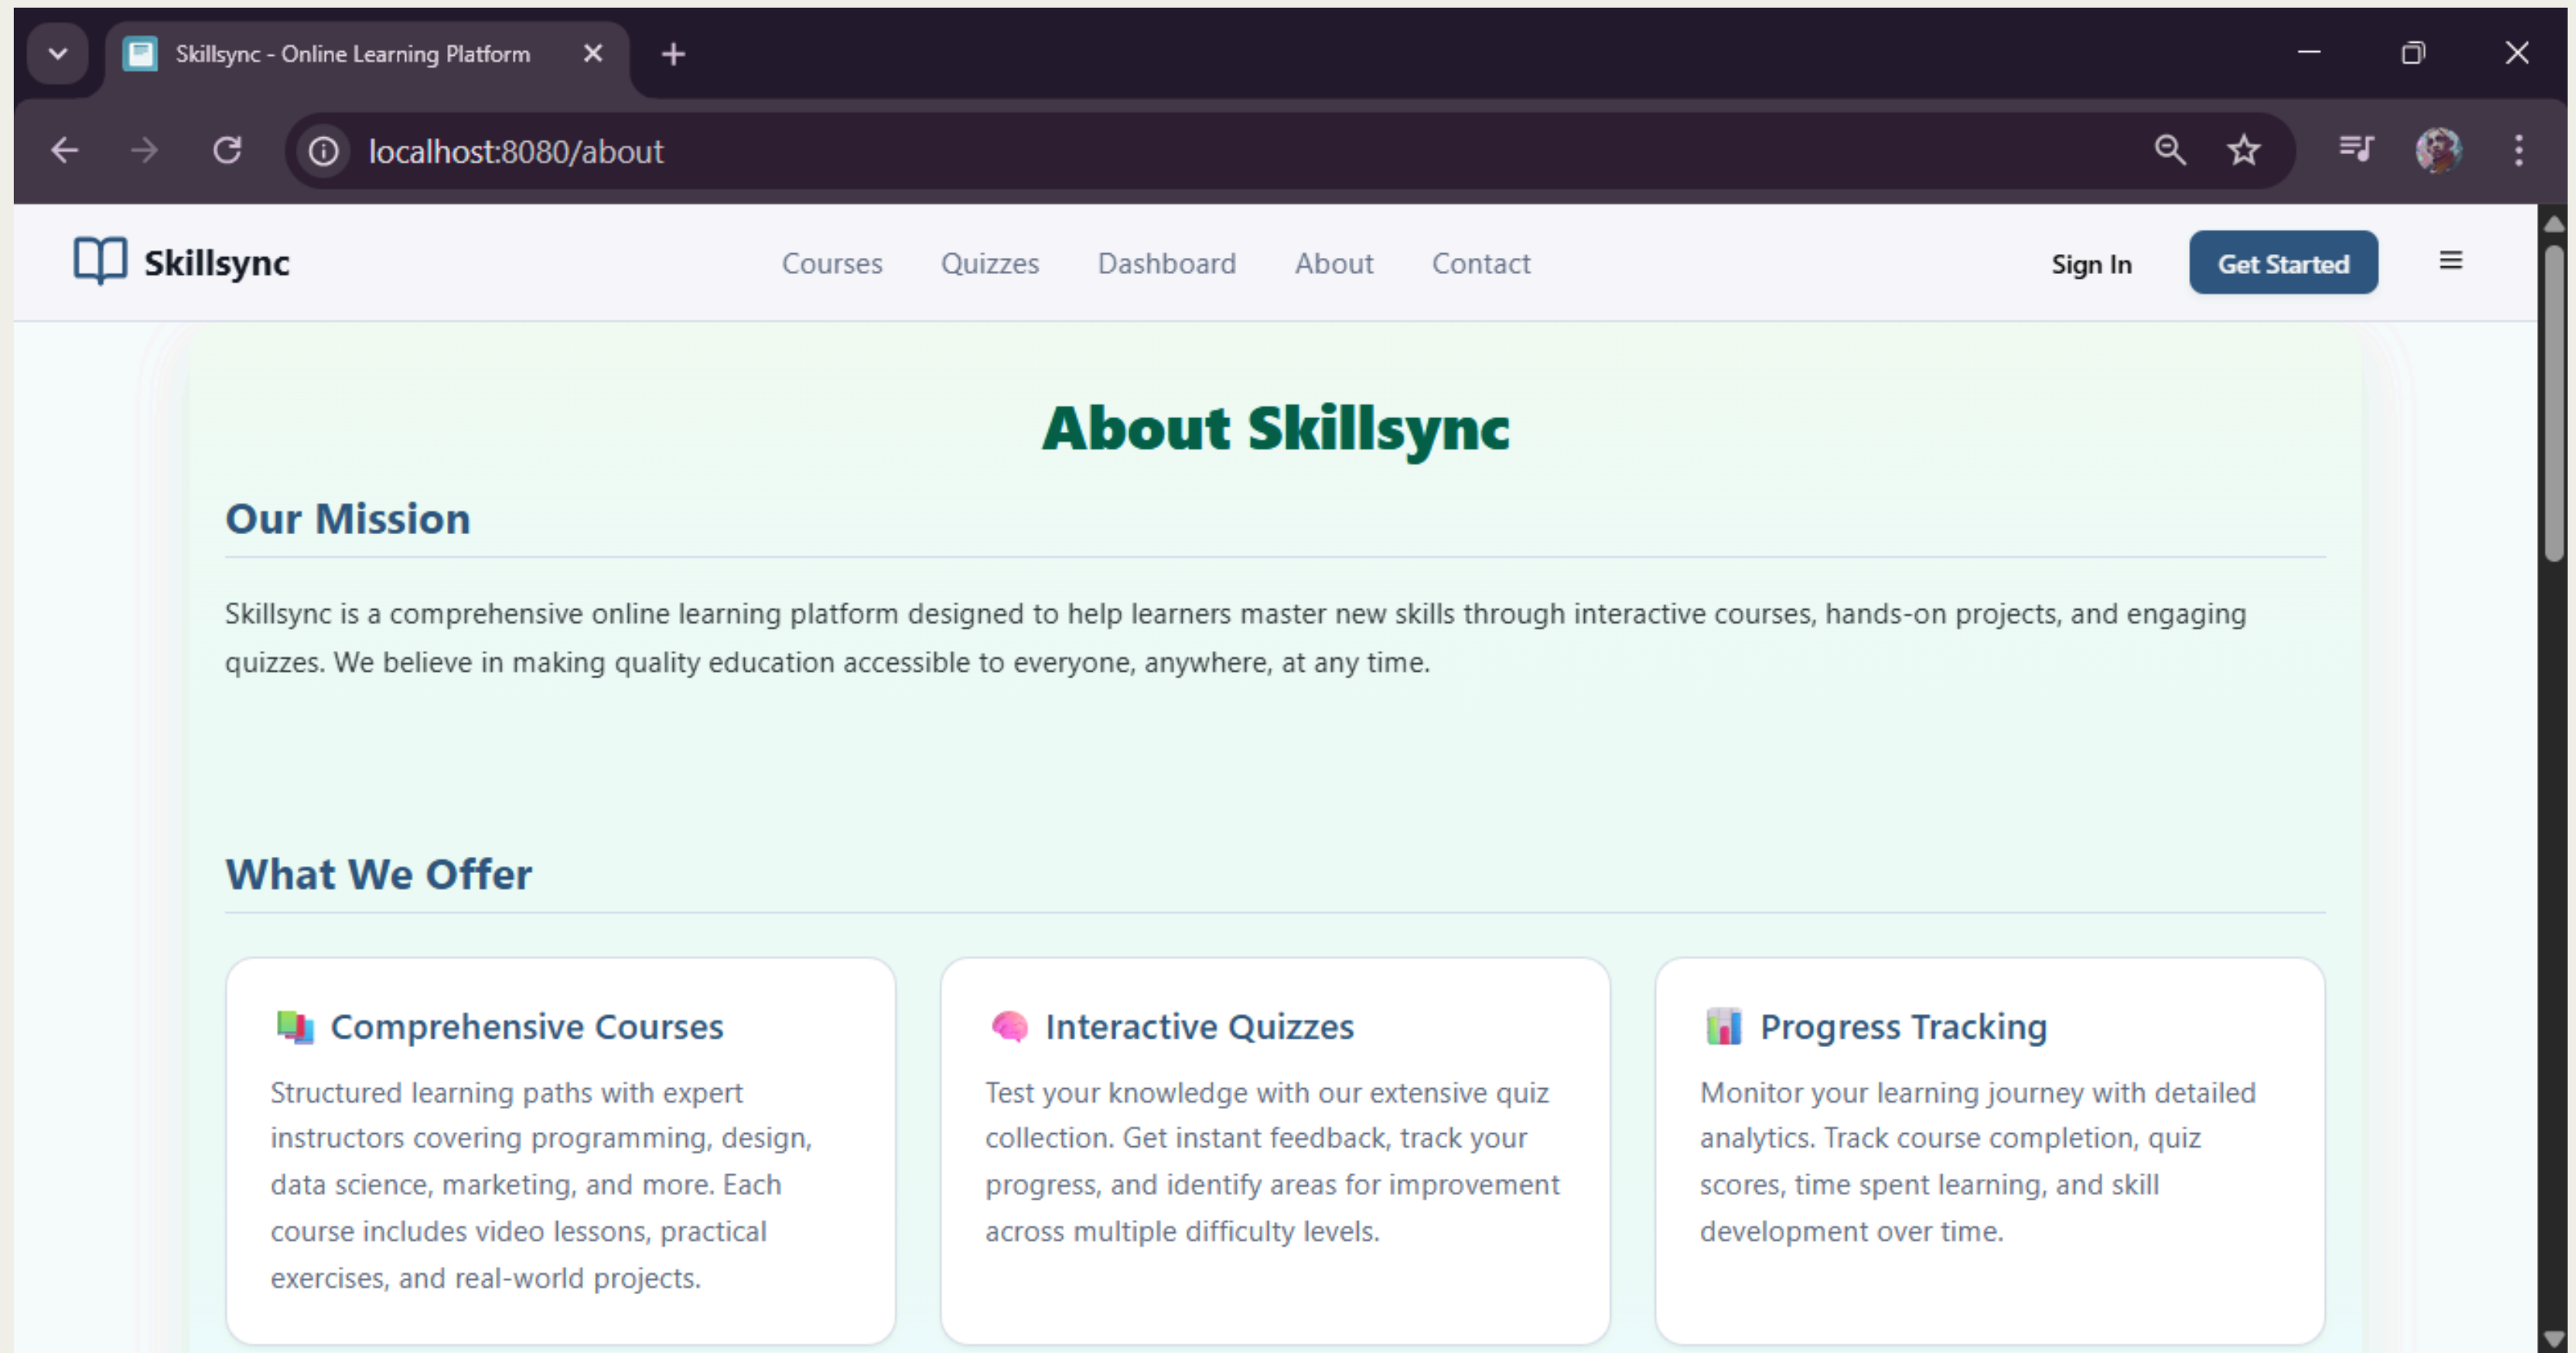 Skillsync - Online Learning Platform
localhost:8080/about
Skillsync
Courses
Quizzes
Dashboard
About
Contact
Sign In
Get Started
About Skillsync
Our Mission
Skillsync is a comprehensive online learning platform designed to help learners master new skills through interactive courses, hands-on projects, and engaging
quizzes. We believe in making quality education accessible to everyone, anywhere, at any time.
What We Offer
Comprehensive Courses
Structured learning paths with expert
instructors covering programming, design,
data science, marketing, and more. Each
course includes video lessons, practical
exercises, and real-world projects.
Interactive Quizzes
Test your knowledge with our extensive quiz
collection. Get instant feedback, track your
progress, and identify areas for improvement
across multiple difficulty levels.
Progress Tracking
Monitor your learning journey with detailed
analytics. Track course completion, quiz
scores, time spent learning, and skill
development over time.